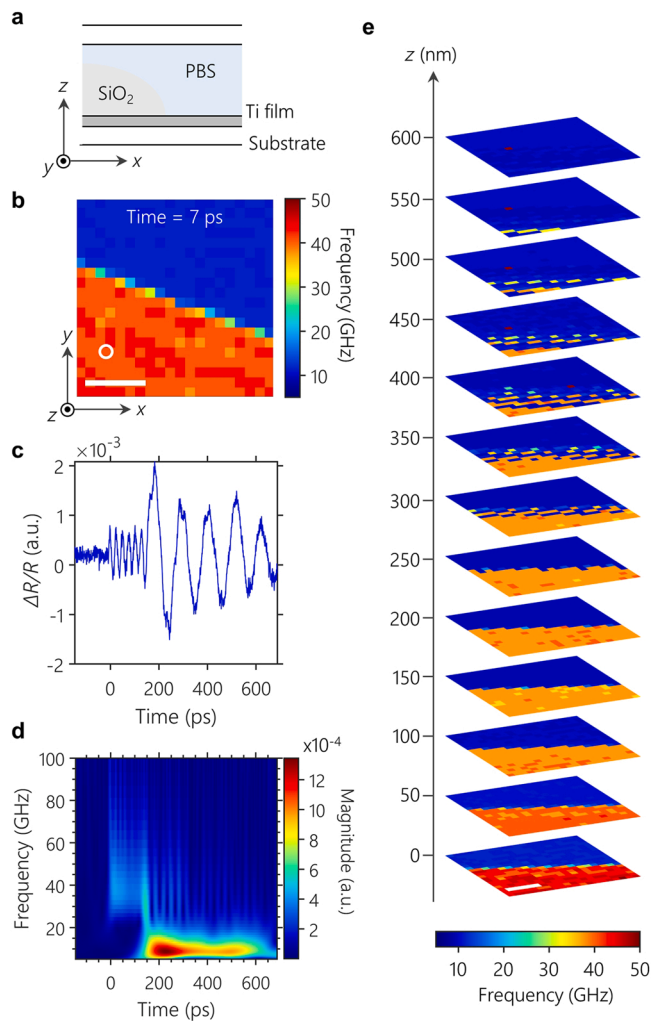 a
z
PBS
SiO2
Ti film
Substrate
y
x
b
Time = 7 ps
50
40
30
20
10
Frequency (GHz)
y
z
x
c
×10⁻³
2
1
0
-1
-2
ΔR/R (a.u.)
0 200 400 600
Time (ps)
d
100
80
60
40
20
Frequency (GHz)
0 200 400 600
Time (ps)
x10⁻⁴
12
10
8
6
4
2
Magnitude (a.u.)
e
z (nm)
600
550
500
450
400
350
300
250
200
150
100
50
0
10 20 30 40 50
Frequency (GHz)